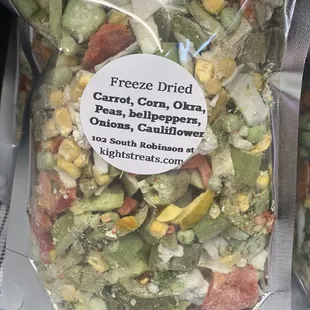 Freeze Dried
Carrot, Corn, Okra,
Peas, bellpeppers,
Onions, Cauliflower
102 South Robinson st
kightstreats.com